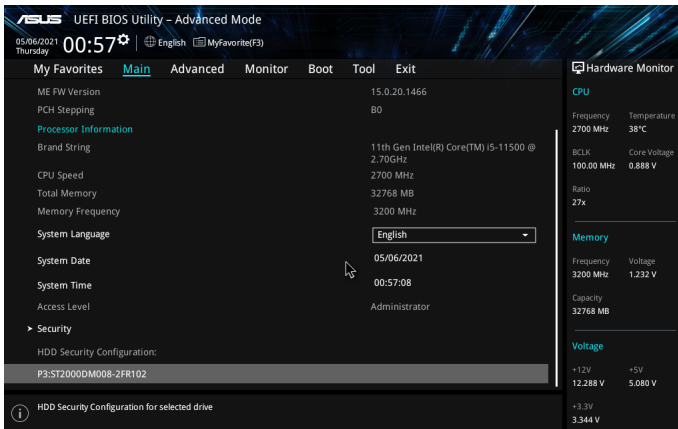 ASUS UEFI BIOS Utility – Advanced Mode
05/06/2021
Thursday
00:57
English
MyFavorite(F3)
My Favorites Main Advanced Monitor Boot Tool Exit
ME FW Version 15.0.20.1466
PCH Stepping B0
Processor Information
Brand String 11th Gen Intel(R) Core(TM) i5-11500 @
2.70GHz
CPU Speed 2700 MHz
Total Memory 32768 MB
Memory Frequency 3200 MHz
System Language English
System Date 05/06/2021
System Time 00:57:08
Access Level Administrator
Security
HDD Security Configuration:
P3:ST2000DM008-2FR102
HDD Security Configuration for selected drive
Hardware Monitor
CPU
Frequency Temperature
2700 MHz 38°C
BCLK Core Voltage
100.00 MHz 0.888 V
Ratio
27x
Memory
Frequency Voltage
3200 MHz 1.232 V
Capacity
32768 MB
Voltage
+12V +5V
12.288 V 5.080 V
+3.3V
3.344 V